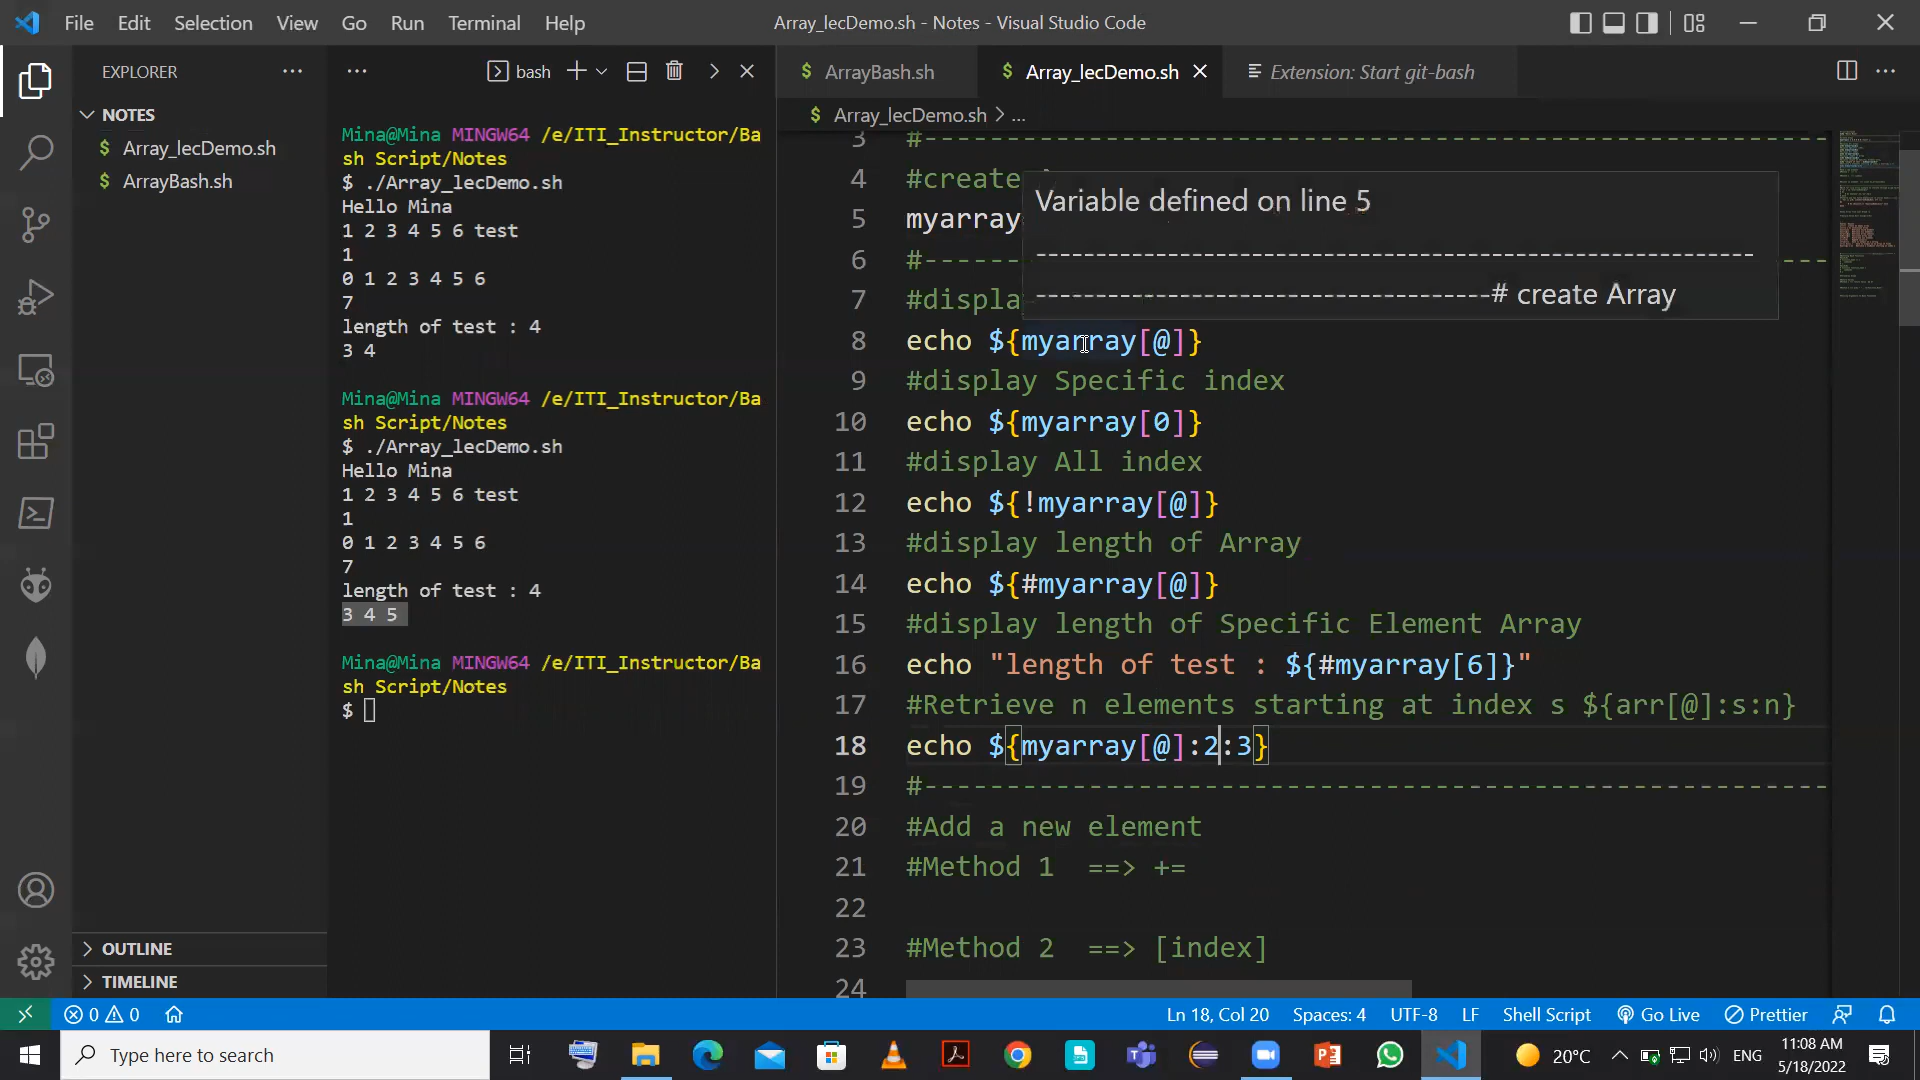 File Edit Selection View Go Run Terminal Help
Array_lecDemo.sh - Notes - Visual Studio Code
EXPLORER
NOTES
$ Array_lecDemo.sh
$ ArrayBash.sh
OUTLINE
TIMELINE
bash
Mina@Mina MINGW64 /e/ITI_Instructor/Ba
sh Script/Notes
$ ./Array_lecDemo.sh
Hello Mina
1 2 3 4 5 6 test
1
0 1 2 3 4 5 6
7
length of test : 4
3 4
Mina@Mina MINGW64 /e/ITI_Instructor/Ba
sh Script/Notes
$ ./Array_lecDemo.sh
Hello Mina
1 2 3 4 5 6 test
1
0 1 2 3 4 5 6
7
length of test : 4
3 4 5
Mina@Mina MINGW64 /e/ITI_Instructor/Ba
sh Script/Notes
$
$ ArrayBash.sh $ Array_lecDemo.sh Extension: Start git-bash
$ Array_lecDemo.sh > ...
3 #-------------------------------------------------------
4 #create
5 myarray
6 #-------------------------------------------------------
7 #displa
Variable defined on line 5
------------------------------------------------------
----------------------------------# create Array
8 echo ${myarray[@]}
9 #display Specific index
10 echo ${myarray[0]}
11 #display All index
12 echo ${!myarray[@]}
13 #display length of Array
14 echo ${#myarray[@]}
15 #display length of Specific Element Array
16 echo "length of test : ${#myarray[6]}"
17 #Retrieve n elements starting at index s ${arr[@]:s:n}
18 echo ${myarray[@]:2:3}
19 #-------------------------------------------------------
20 #Add a new element
21 #Method 1  ==> +=
22
23 #Method 2  ==> [index]
24
0 0 Ln 18, Col 20 Spaces: 4 UTF-8 LF Shell Script Go Live Prettier
Type here to search
20°C ENG
11:08 AM
5/18/2022